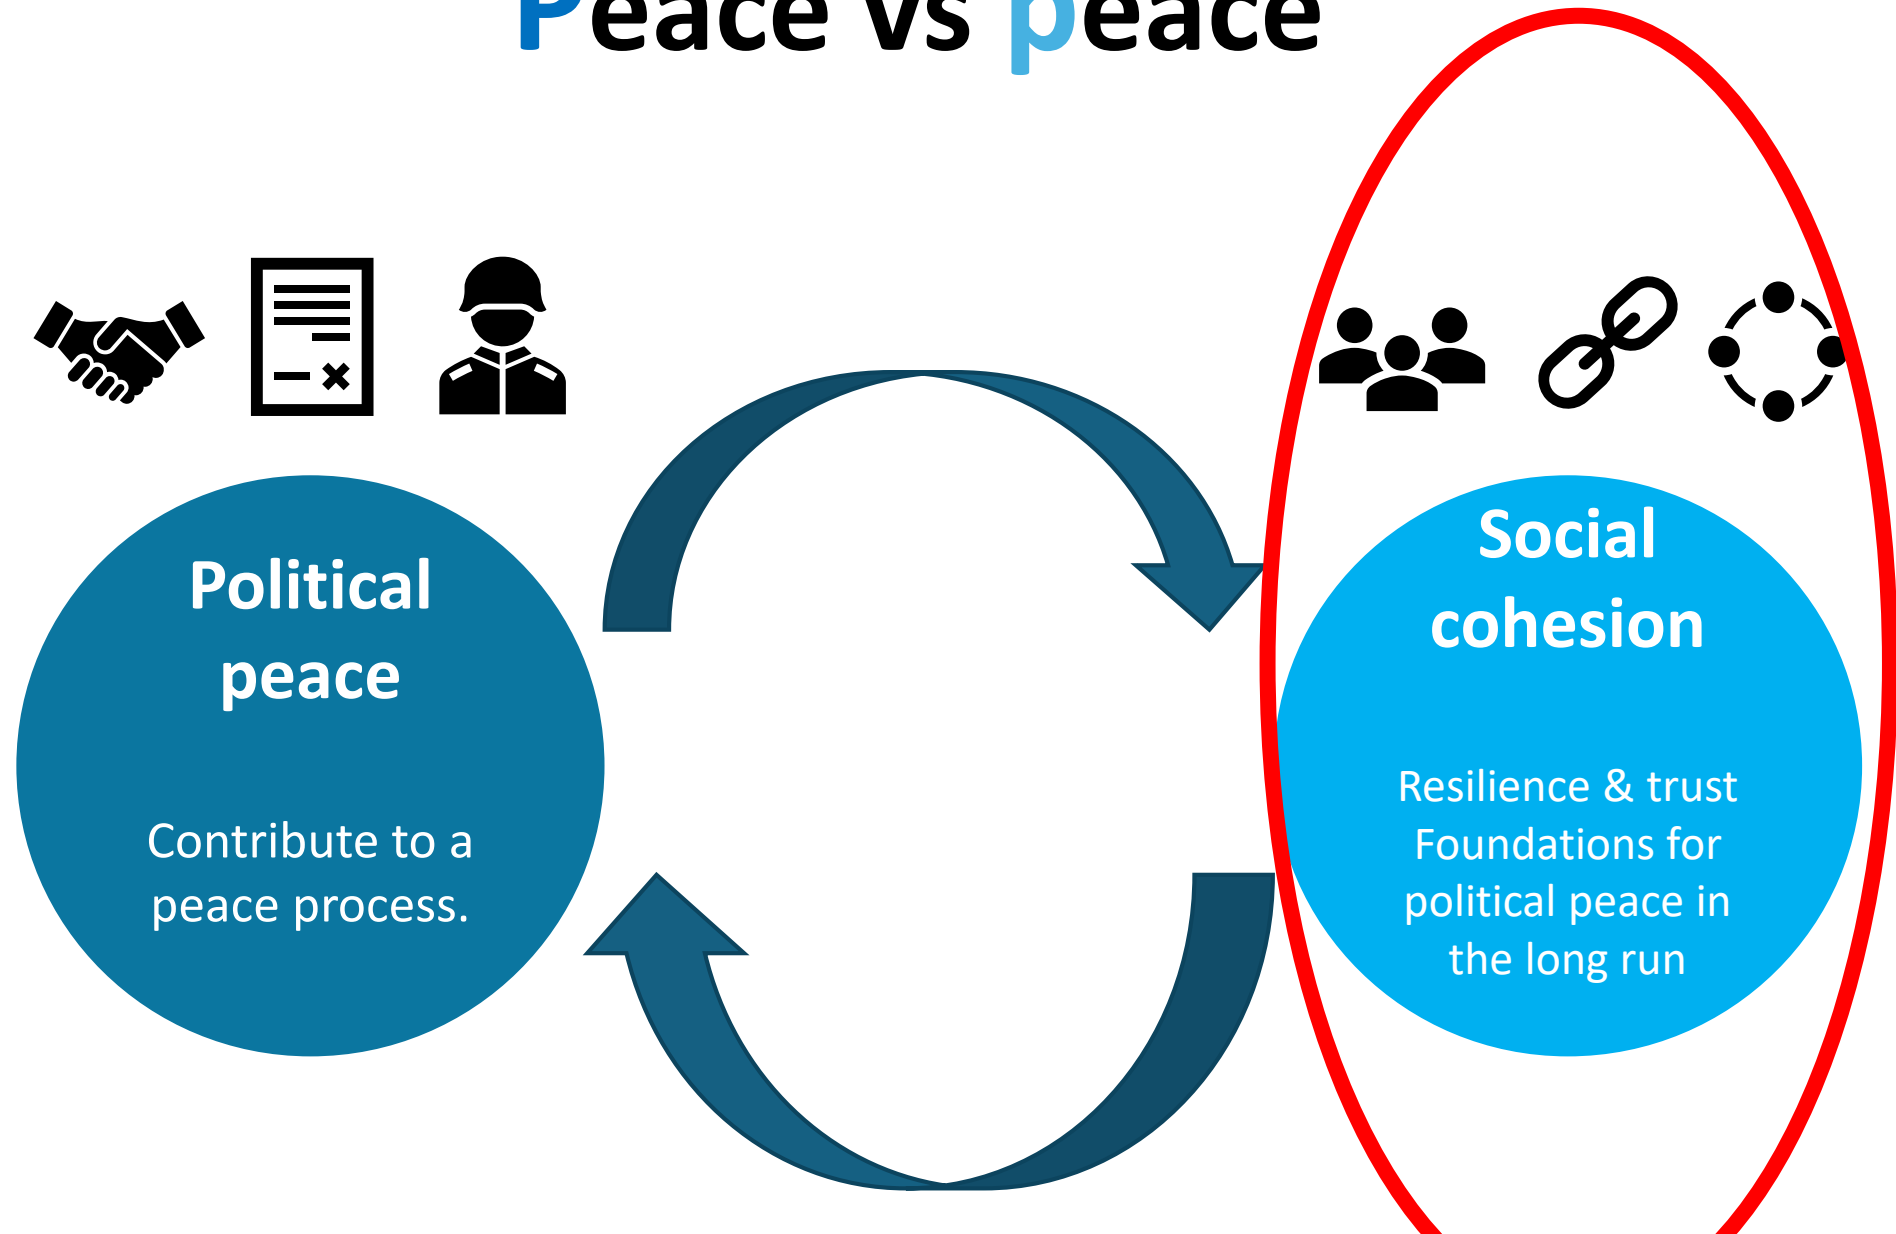 Peace vs peace
Political
peace
Contribute to a
peace process.
Social
cohesion
Resilience & trust
Foundations for
political peace in
the long run